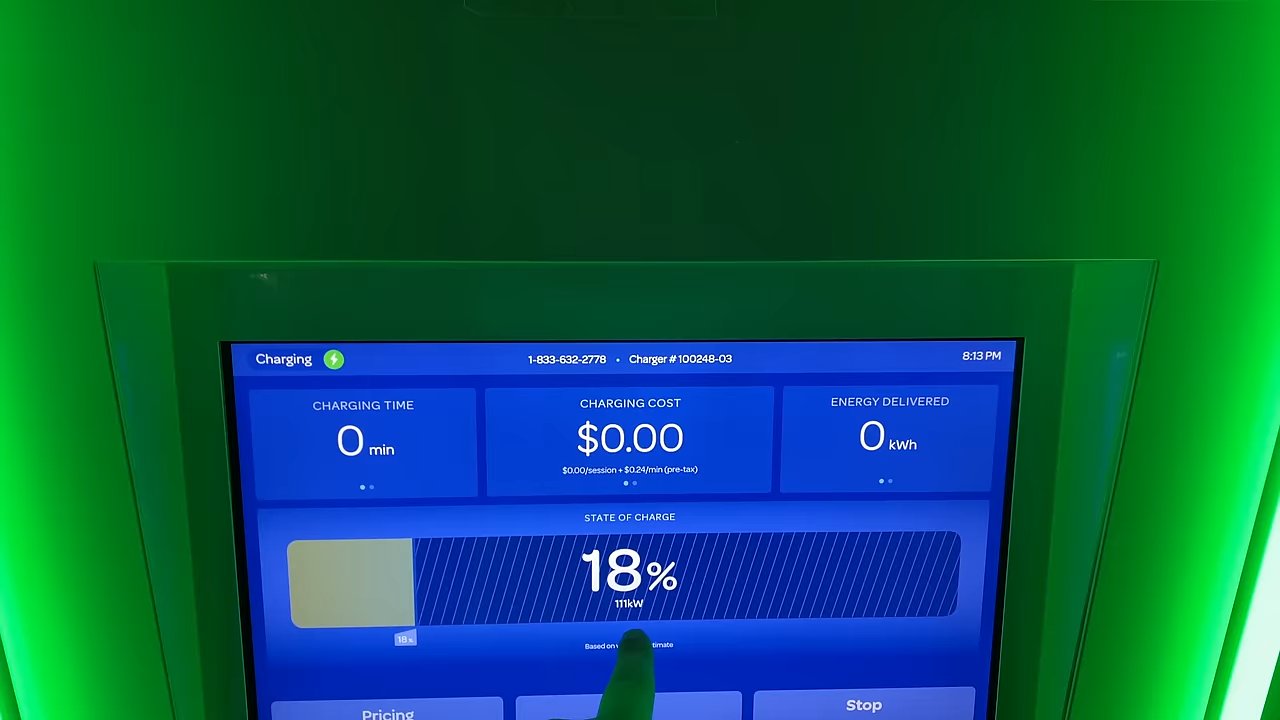 Charging
1-833-632-2778 • Charger # 100248-03
8:13 PM
CHARGING TIME
0 min
CHARGING COST
$0.00
$0.00/session + $0.24/min (pre-tax)
ENERGY DELIVERED
0 kWh
STATE OF CHARGE
18%
111kW
18%
Based on
Pricing
Stop